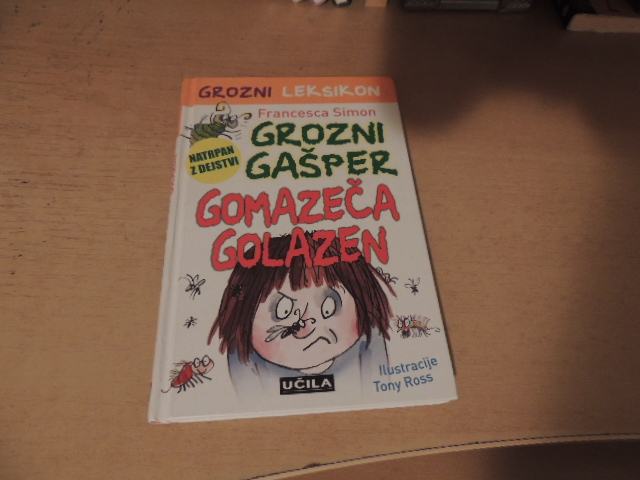 GROZNI LEKSIKON
Francesca Simon
GROZNI
GAŠPER
NATRPAN
Z DEJSTVI
GOMAZEČA
GOLAZEN
Ilustracije
Tony Ross
UČILA